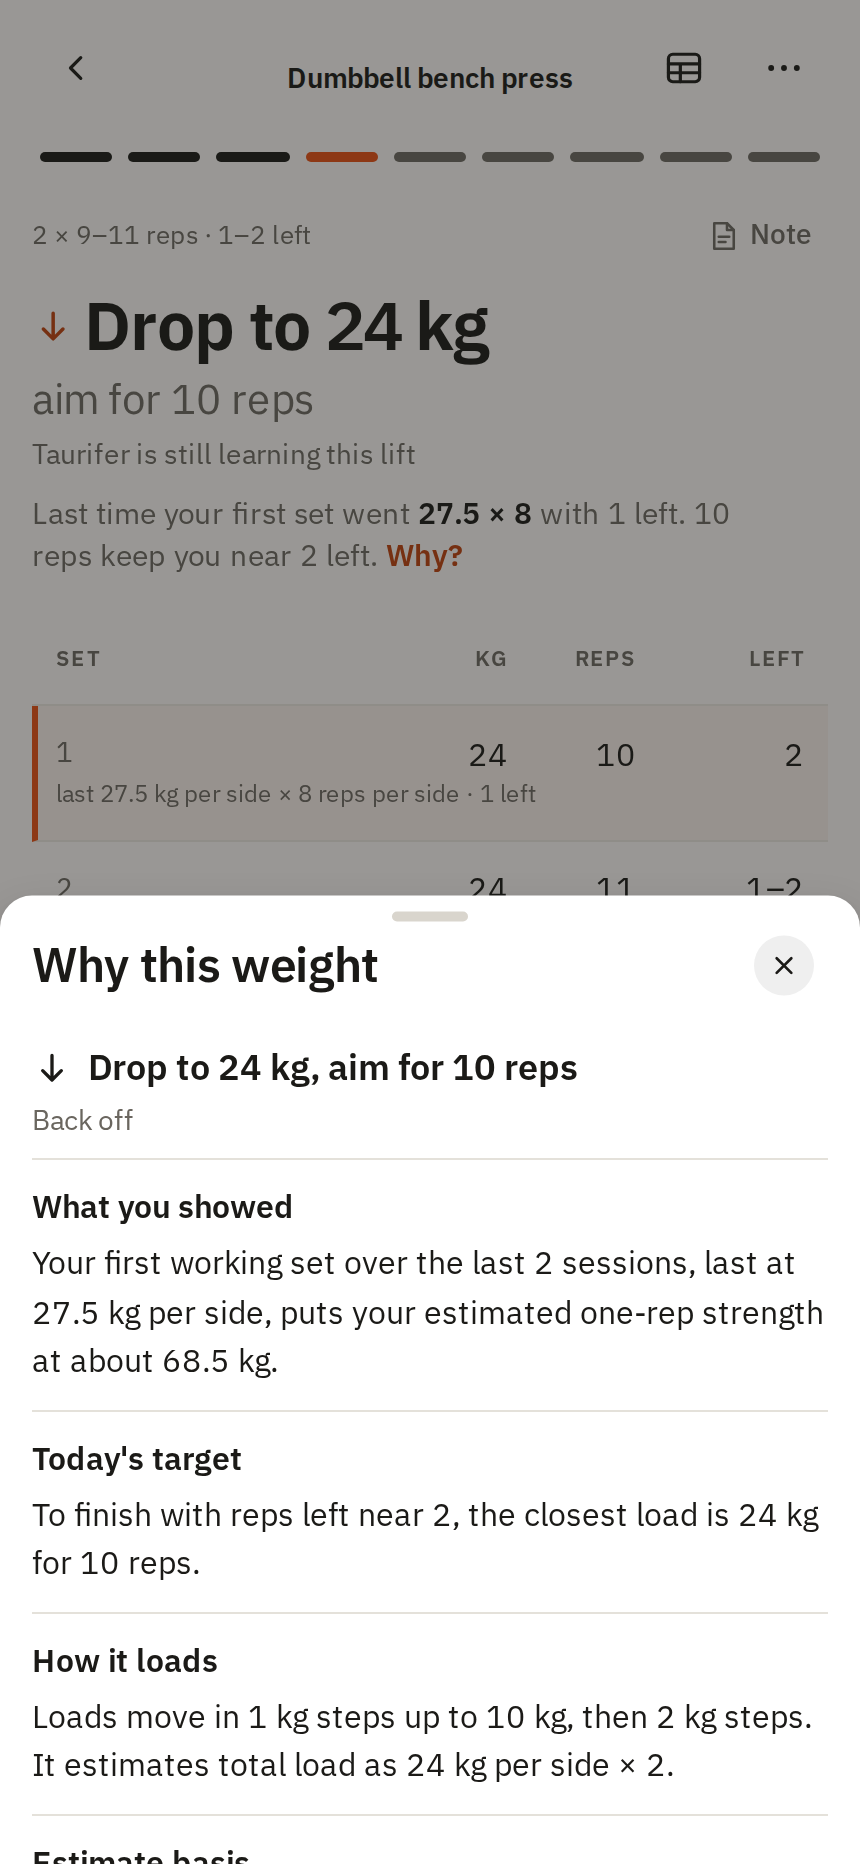 Dumbbell bench press
2 × 9–11 reps · 1–2 left
Note
Drop to 24 kg
aim for 10 reps
Taurifer is still learning this lift
Last time your first set went 27.5 × 8 with 1 left. 10
reps keep you near 2 left. Why?
SET KG REPS LEFT
1 24 10 2
last 27.5 kg per side × 8 reps per side · 1 left
2 24 11 1–2
Why this weight
Drop to 24 kg, aim for 10 reps
Back off
What you showed
Your first working set over the last 2 sessions, last at
27.5 kg per side, puts your estimated one-rep strength
at about 68.5 kg.
Today's target
To finish with reps left near 2, the closest load is 24 kg
for 10 reps.
How it loads
Loads move in 1 kg steps up to 10 kg, then 2 kg steps.
It estimates total load as 24 kg per side × 2.
Estimate basis